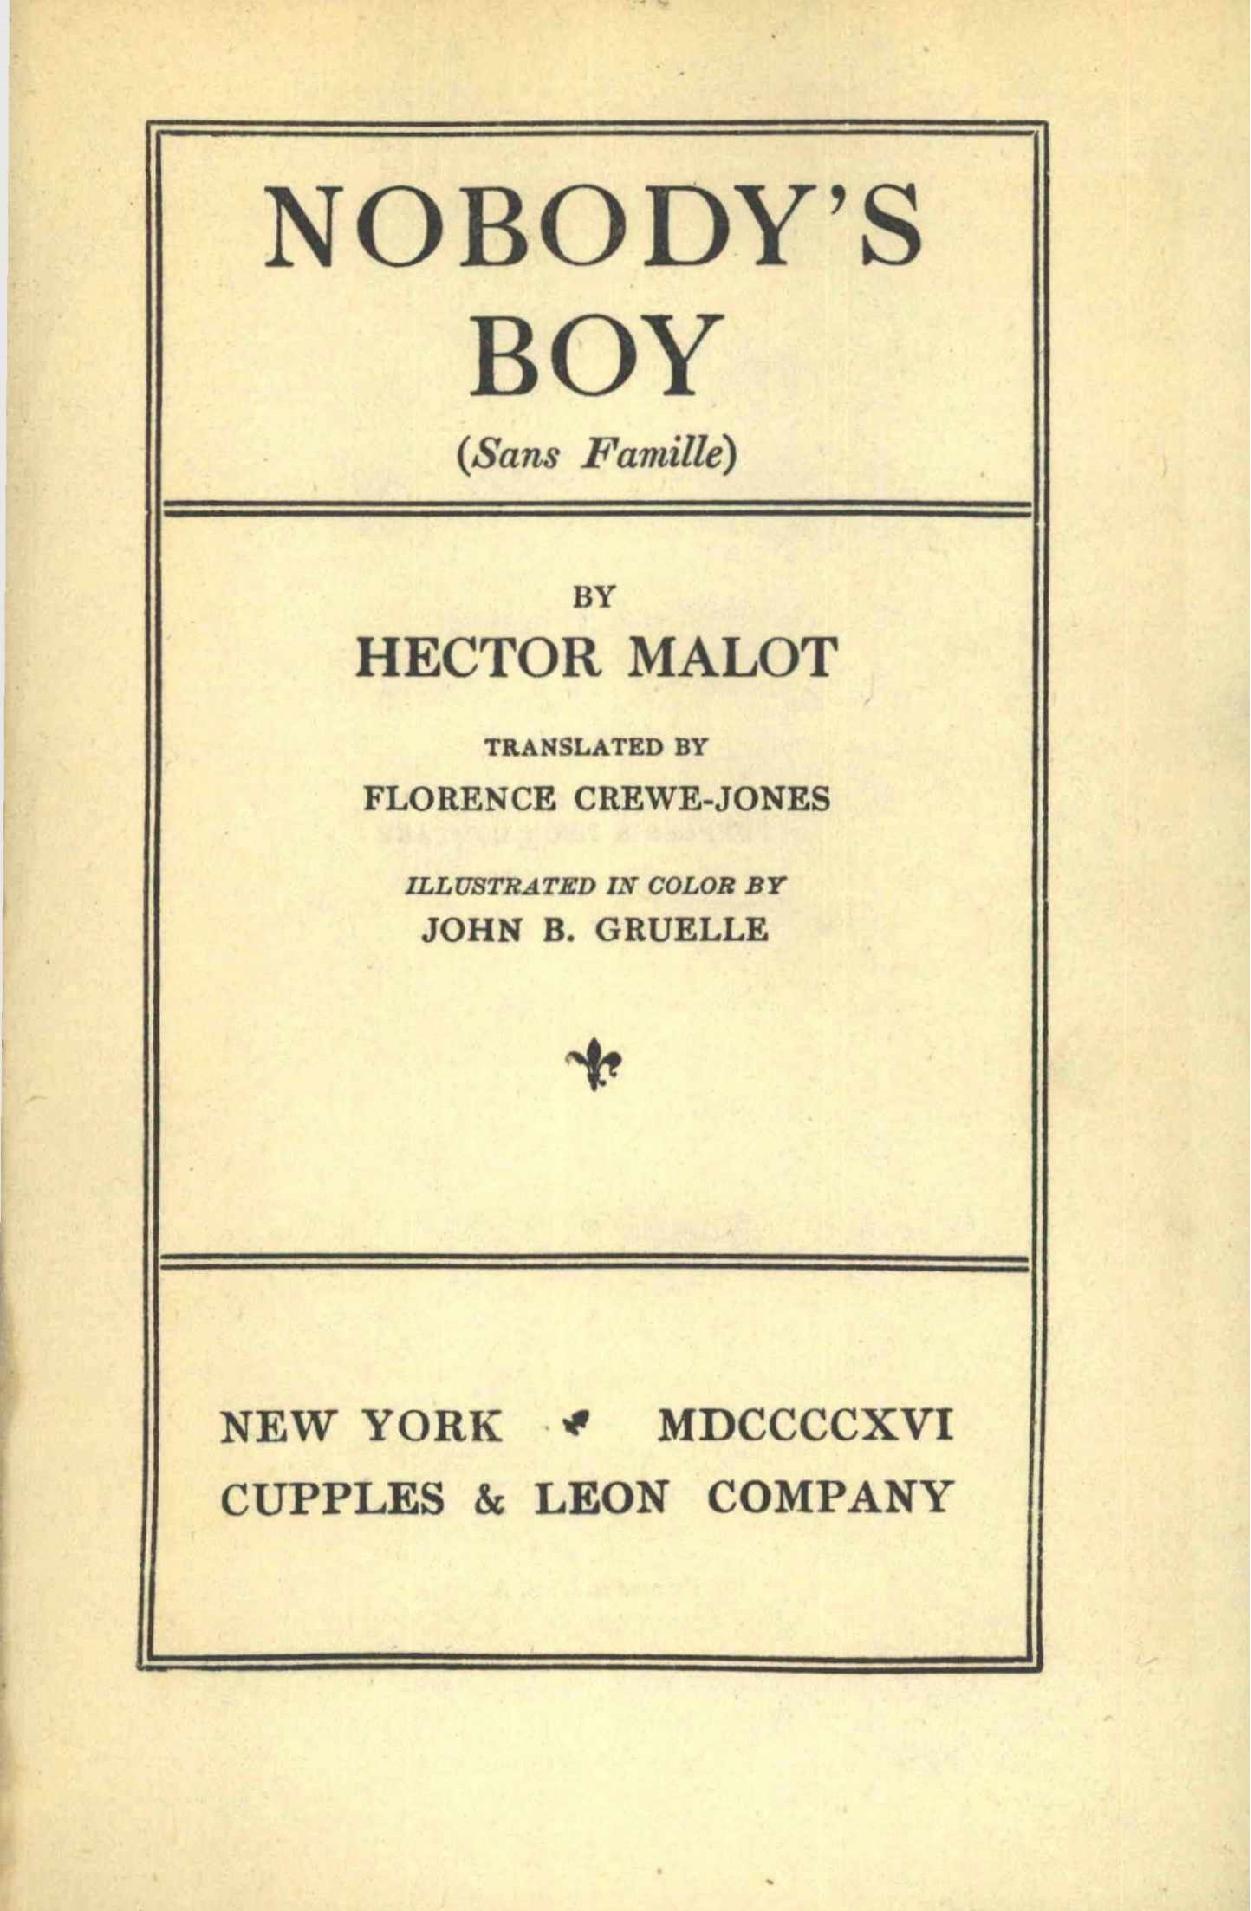 NOBODY'S
BOY
(Sans Famille)
BY
HECTOR MALOT
TRANSLATED BY
FLORENCE CREWE-JONES
ILLUSTRATED IN COLOR BY
JOHN B. GRUELLE
NEW YORK MDCCCCXVI
CUPPLES & LEON COMPANY